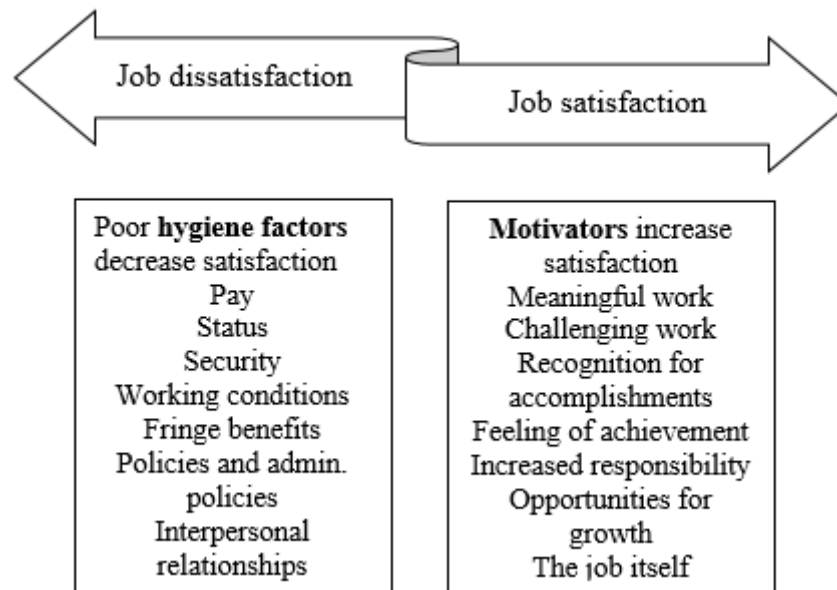 Job dissatisfaction
Job satisfaction
Poor hygiene factors
decrease satisfaction
Pay
Status
Security
Working conditions
Fringe benefits
Policies and admin.
policies
Interpersonal
relationships
Motivators increase
satisfaction
Meaningful work
Challenging work
Recognition for
accomplishments
Feeling of achievement
Increased responsibility
Opportunities for
growth
The job itself